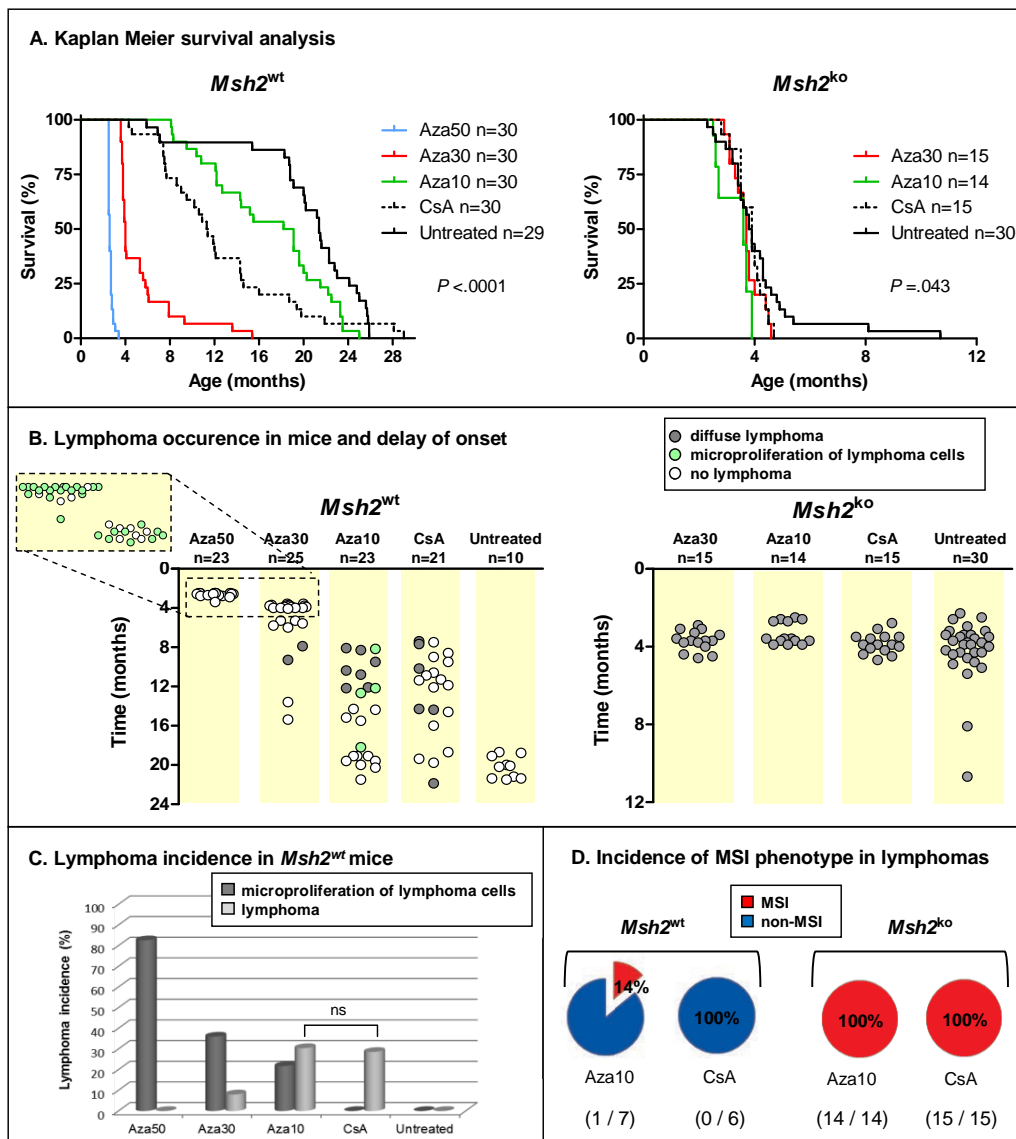 A. Kaplan Meier survival analysis
Msh2wt
Msh2ko
Survival (%)
100
75
50
25
0
0 4 8 12 16 20 24 28
Age (months)
Aza50 n=30
Aza30 n=30
Aza10 n=30
CsA n=30
Untreated n=29
P <.0001
Survival (%)
100
75
50
25
0
0 4 8 12
Age (months)
Aza30 n=15
Aza10 n=14
CsA n=15
Untreated n=30
P =.043
B. Lymphoma occurence in mice and delay of onset
diffuse lymphoma
microproliferation of lymphoma cells
no lymphoma
Msh2wt
Msh2ko
Aza50 Aza30 Aza10 CsA Untreated
n=23 n=25 n=23 n=21 n=10
Time (months)
0
4
8
12
16
20
24
Aza30 Aza10 CsA Untreated
n=15 n=14 n=15 n=30
Time (months)
0
4
8
12
C. Lymphoma incidence in Msh2wt mice
microproliferation of lymphoma cells
lymphoma
Lymphoma incidence (%)
100
90
80
70
60
50
40
30
20
10
0
ns
Aza50 Aza30 Aza10 CsA Untreated
D. Incidence of MSI phenotype in lymphomas
MSI
non-MSI
Msh2wt
Msh2ko
14% 100% 100% 100%
Aza10 CsA Aza10 CsA
(1 / 7) (0 / 6) (14 / 14) (15 / 15)